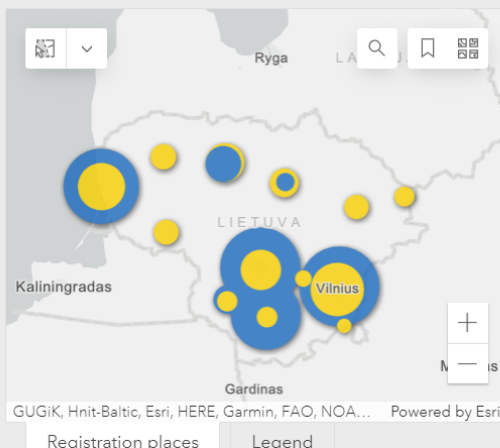 Ryga
LIETUVA
Kaliningradas
Vilnius
Gardinas
GUGiK, Hnit-Baltic, Esri, HERE, Garmin, FAO, NOA...
Powered by Esri
Registration places
Legend